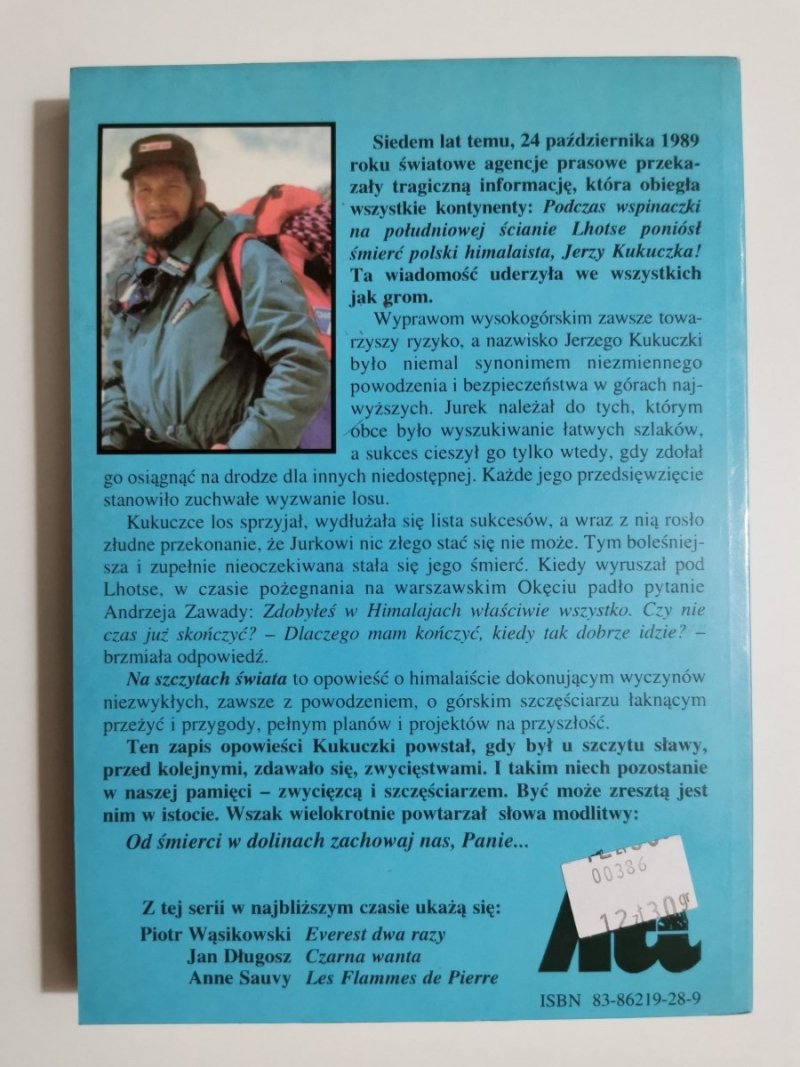 Siedem lat temu, 24 października 1989
roku światowe agencje prasowe przeka-
zały tragiczną informację, która obiegła
wszystkie kontynenty: Podczas wspinaczki
na południowej ścianie Lhotse poniósł
śmierć polski himalaista, Jerzy Kukuczka!
Ta wiadomość uderzyła we wszystkich
jak grom.
Wyprawom wysokogórskim zawsze towa-
rzyszy ryzyko, a nazwisko Jerzego Kukuczki
było niemal synonimem niezmiennego
powodzenia i bezpieczeństwa w górach naj-
wyższych. Jurek należał do tych, którym
obce było wyszukiwanie łatwych szlaków,
a sukces cieszył go tylko wtedy, gdy zdołał
go osiągnąć na drodze dla innych niedostępnej. Każde jego przedsięwzięcie
stanowiło zuchwałe wyzwanie losu.
Kukuczce los sprzyjał, wydłużała się lista sukcesów, a wraz z nią rosło
złudne przekonanie, że Jurkowi nic złego stać się nie może. Tym boleśniej-
sza i zupełnie nieoczekiwana stała się jego śmierć. Kiedy wyruszał pod
Lhotse, w czasie pożegnania na warszawskim Okęciu padło pytanie
Andrzeja Zawady: Zdobyłeś w Himalajach właściwie wszystko. Czy nie
czas już skończyć? – Dlaczego mam kończyć, kiedy tak dobrze idzie? –
brzmiała odpowiedź.
Na szczytach świata to opowieść o himalaiście dokonującym wyczynów
niezwykłych, zawsze z powodzeniem, o górskim szczęściarzu łaknącym
przeżyć i przygody, pełnym planów i projektów na przyszłość.
Ten zapis opowieści Kukuczki powstał, gdy był u szczytu sławy,
przed kolejnymi, zdawało się, zwycięstwami. I takim niech pozostanie
w naszej pamięci – zwycięzcą i szczęściarzem. Być może zresztą jest
nim w istocie. Wszak wielokrotnie powtarzał słowa modlitwy:
Od śmierci w dolinach zachowaj nas, Panie...
00386
12zł30gr
Z tej serii w najbliższym czasie ukażą się:
Piotr Wąsikowski Everest dwa razy
Jan Długosz Czarna wanta
Anne Sauvy Les Flammes de Pierre
ISBN 83-86219-28-9